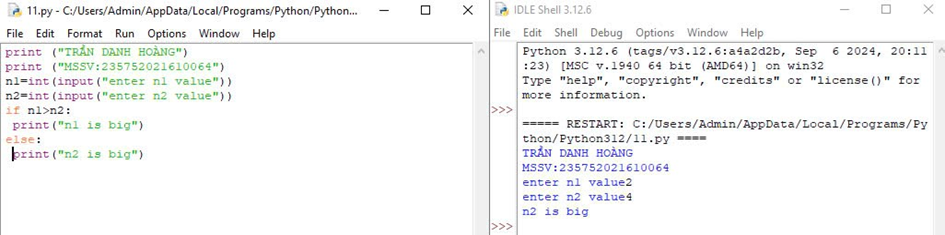 11.py - C:/Users/Admin/AppData/Local/Programs/Python/Python...
File Edit Format Run Options Window Help
print ("TRẦN DANH HOÀNG")
print ("MSSV:235752021610064")
n1=int(input("enter n1 value"))
n2=int(input("enter n2 value"))
if n1>n2:
 print("n1 is big")
else:
 print("n2 is big")
IDLE Shell 3.12.6
File Edit Shell Debug Options Window Help
Python 3.12.6 (tags/v3.12.6:a4a2d2b, Sep  6 2024, 20:11
:23) [MSC v.1940 64 bit (AMD64)] on win32
Type "help", "copyright", "credits" or "license()" for
more information.
>>>
===== RESTART: C:/Users/Admin/AppData/Local/Programs/Py
thon/Python312/11.py ====
TRẦN DANH HOÀNG
MSSV:235752021610064
enter n1 value2
enter n2 value4
n2 is big
>>>